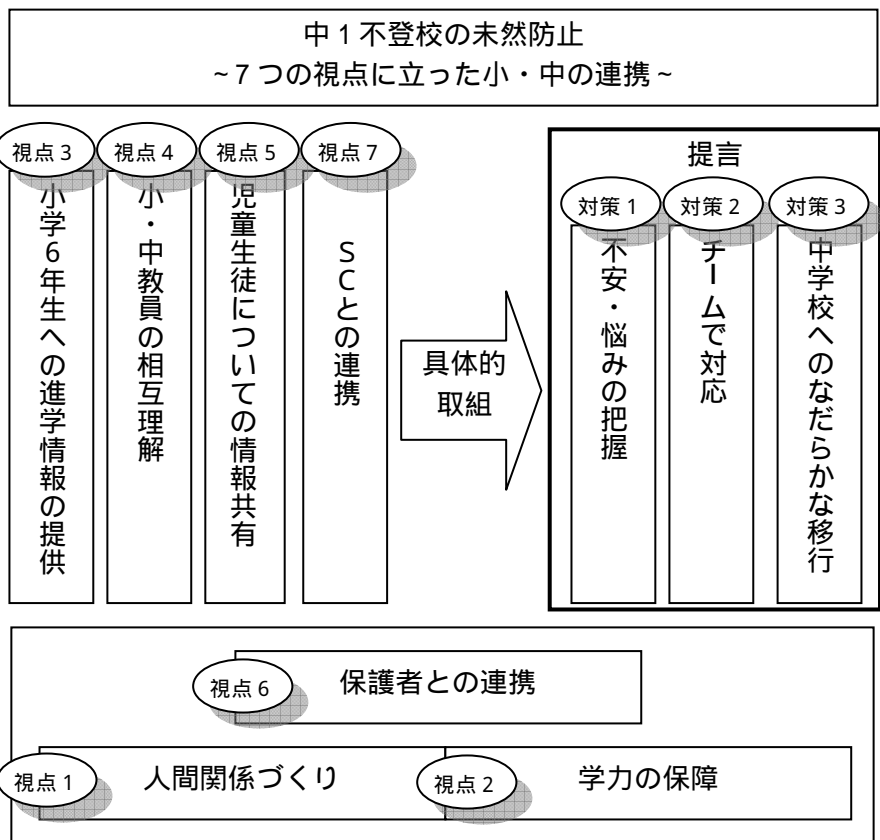 中1不登校の未然防止
~7つの視点に立った小・中の連携~
視点3
小学6年生への進学情報の提供
視点4
小・中教員の相互理解
視点5
児童生徒についての情報共有
視点7
SCとの連携
具体的
取組
提言
対策1
不安・悩みの把握
対策2
チームで対応
対策3
中学校へのなだらかな移行
視点6
保護者との連携
視点1
人間関係づくり
視点2
学力の保障